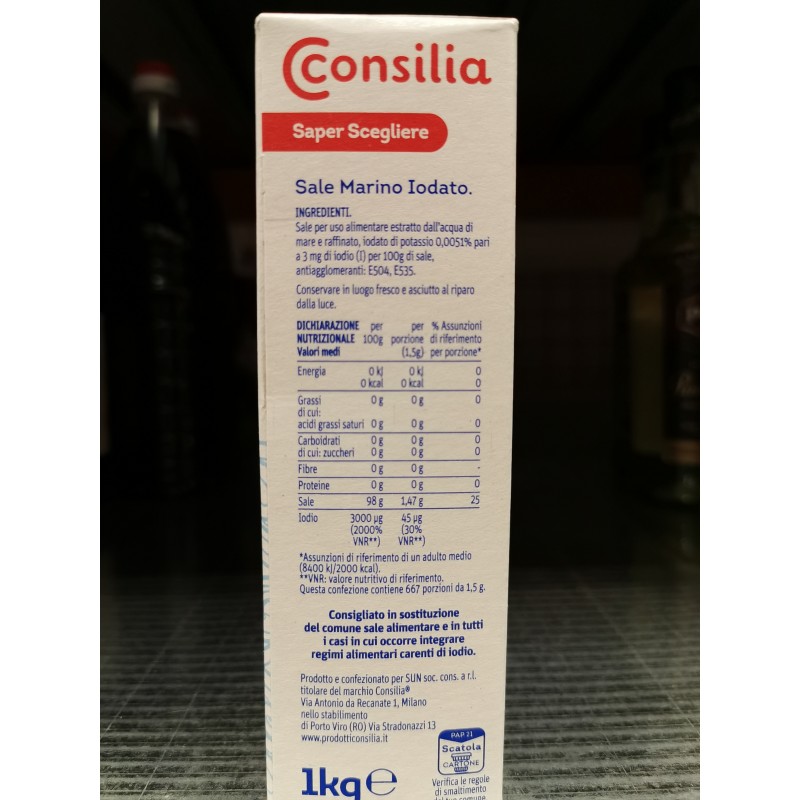 Consilia
Saper Scegliere
Sale Marino Iodato.
INGREDIENTI.
Sale per uso alimentare estratto dall'acqua di
mare e raffinato, iodato di potassio 0,0051% pari
a 3 mg di iodio (I) per 100g di sale,
antiagglomeranti: E504, E535.
Conservare in luogo fresco e asciutto al riparo
dalla luce.
DICHIARAZIONE per per % Assunzioni
NUTRIZIONALE 100g porzione di riferimento
Valori medi (1,5g) per porzione*
Energia 0 kJ 0 kJ 0
0 kcal 0 kcal 0
Grassi 0 g 0 g 0
di cui:
acidi grassi saturi 0 g 0 g 0
Carboidrati 0 g 0 g 0
di cui: zuccheri 0 g 0 g 0
Fibre 0 g 0 g -
Proteine 0 g 0 g 0
Sale 98 g 1,47 g 25
Iodio 3000 µg 45 µg
(2000% (30%
VNR**) VNR**)
*Assunzioni di riferimento di un adulto medio
(8400 kJ/2000 kcal).
**VNR: valore nutritivo di riferimento.
Questa confezione contiene 667 porzioni da 1,5 g.
Consigliato in sostituzione
del comune sale alimentare e in tutti
i casi in cui occorre integrare
regimi alimentari carenti di iodio.
Prodotto e confezionato per SUN soc. cons. a r.l.
titolare del marchio Consilia®
Via Antonio da Recanate 1, Milano
nello stabilimento
di Porto Viro (RO) Via Stradonazzi 13
www.prodotticonsilia.it
PAP 21
Scatola
CARTONE
1kg e
Verifica le regole
di smaltimento
del tuo comune